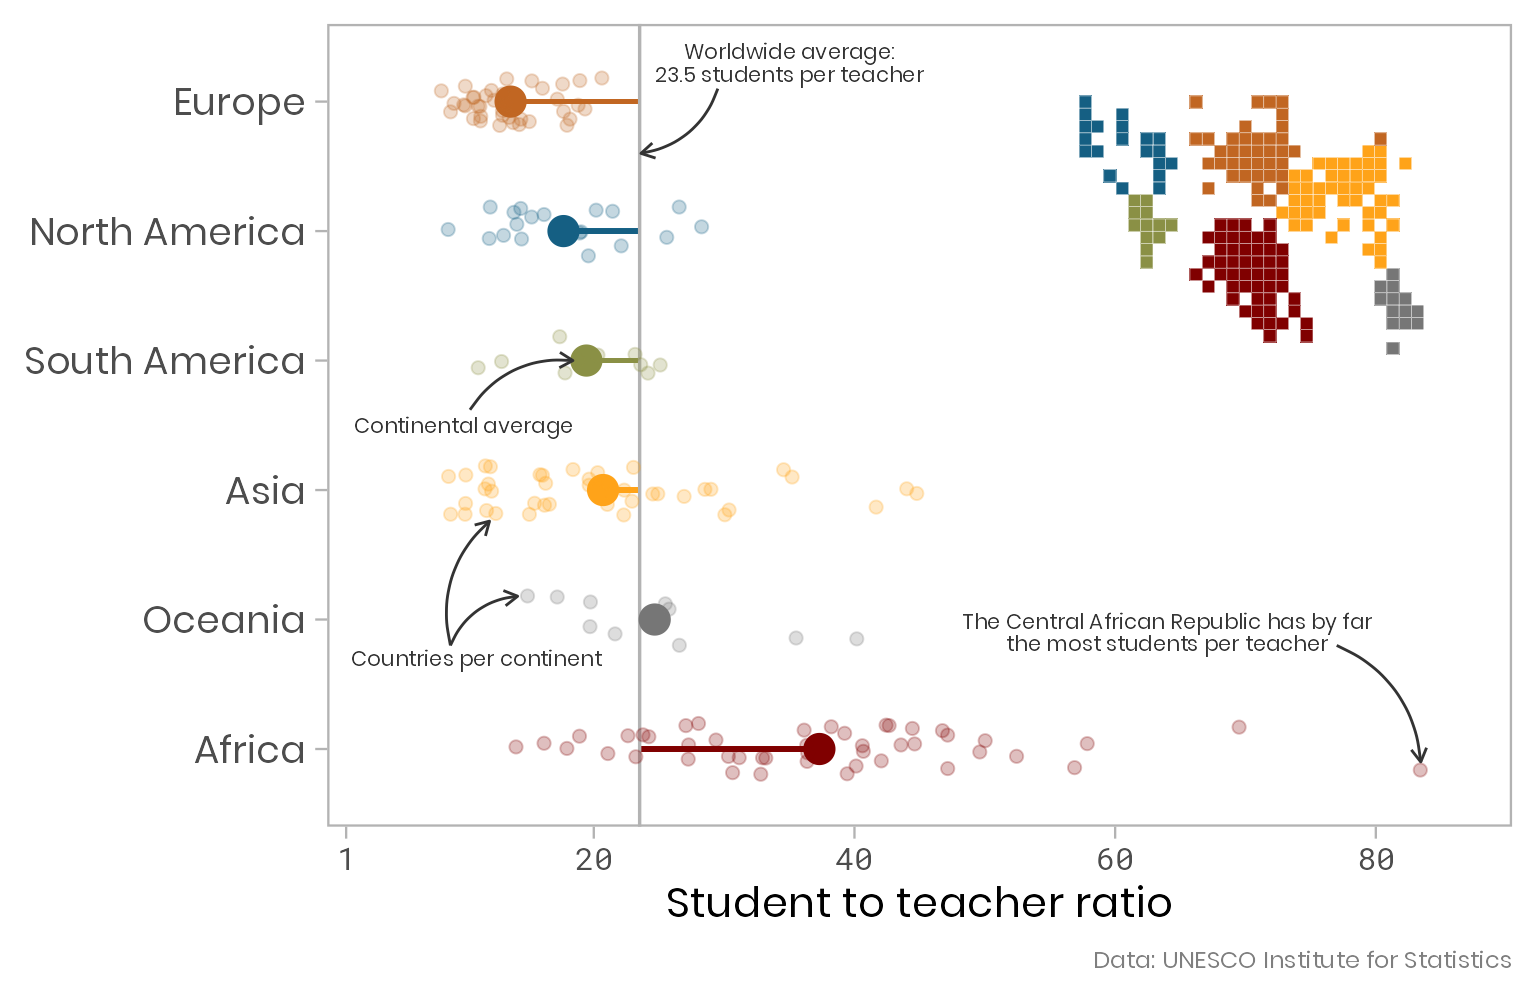 Worldwide average:
23.5 students per teacher
Europe
North America
South America
Continental average
Asia
Oceania
Countries per continent
The Central African Republic has by far
the most students per teacher
Africa
1 20 40 60 80
Student to teacher ratio
Data: UNESCO Institute for Statistics